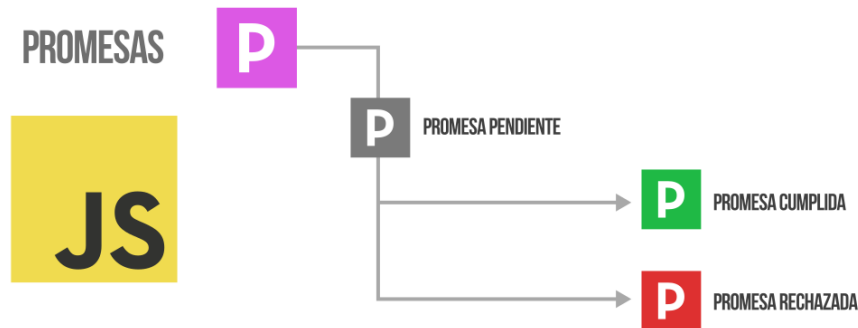 PROMESAS
P
P
PROMESA PENDIENTE
JS
P
PROMESA CUMPLIDA
P
PROMESA RECHAZADA